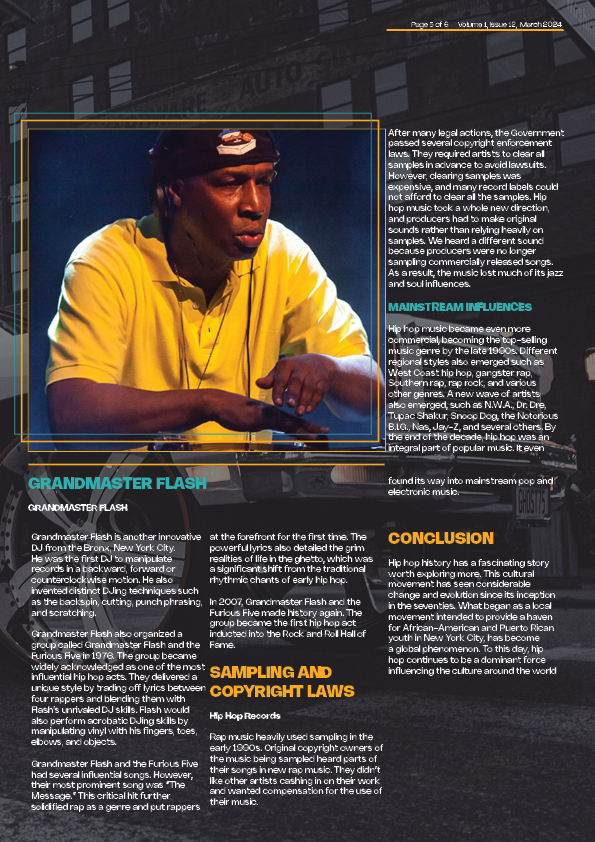 Page 5 of 6 Volume 1, Issue 12, March 2024
AUTO
GRANDMASTER FLASH
GRANDMASTER FLASH
Grandmaster Flash is another innovative
DJ from the Bronx, New York City.
He was the first DJ to manipulate
records in a backward, forward or
counterclockwise motion. He also
invented distinct DJing techniques such
as the backspin, cutting, punch phrasing,
and scratching.
Grandmaster Flash also organized a
group called Grandmaster Flash and the
Furious Five in 1976. The group became
widely acknowledged as one of the most
influential hip hop acts. They delivered a
unique style by trading off lyrics between
four rappers and blending them with
Flash's unrivaled DJ skills. Flash would
also perform acrobatic DJing skills by
manipulating vinyl with his fingers, toes,
elbows, and objects.
Grandmaster Flash and the Furious Five
had several influential songs. However,
their most prominent song was "The
Message." This critical hit further
solidified rap as a genre and put rappers
at the forefront for the first time. The
powerful lyrics also detailed the grim
realities of life in the ghetto, which was
a significant shift from the traditional
rhythmic chants of early hip hop.
In 2007, Grandmaster Flash and the
Furious Five made history again. The
group became the first hip hop act
inducted into the Rock and Roll Hall of
Fame.
SAMPLING AND
COPYRIGHT LAWS
Hip Hop Records
Rap music heavily used sampling in the
early 1990s. Original copyright owners of
the music being sampled heard parts of
their songs in new rap music. They didn't
like other artists cashing in on their work
and wanted compensation for the use of
their music.
After many legal actions, the Government
passed several copyright enforcement
laws. They required artists to clear all
samples in advance to avoid lawsuits.
However, clearing samples was
expensive, and many record labels could
not afford to clear all the samples. Hip
hop music took a whole new direction,
and producers had to make original
sounds rather than relying heavily on
samples. We heard a different sound
because producers were no longer
sampling commercially released songs.
As a result, the music lost much of its jazz
and soul influences.
MAINSTREAM INFLUENCES
Hip hop music became even more
commercial, becoming the top-selling
music genre by the late 1990s. Different
regional styles also emerged such as
West Coast hip hop, gangster rap,
Southern rap, rap rock, and various
other genres. A new wave of artists
also emerged, such as N.W.A., Dr. Dre,
Tupac Shakur, Snoop Dog, the Notorious
B.I.G., Nas, Jay-Z, and several others. By
the end of the decade, hip hop was an
integral part of popular music. It even
found its way into mainstream pop and
electronic music.
CONCLUSION
Hip hop history has a fascinating story
worth exploring more. This cultural
movement has seen considerable
change and evolution since its inception
in the seventies. What began as a local
movement intended to provide a haven
for African-American and Puerto Rican
youth in New York City, has become
a global phenomenon. To this day, hip
hop continues to be a dominant force
influencing the culture around the world